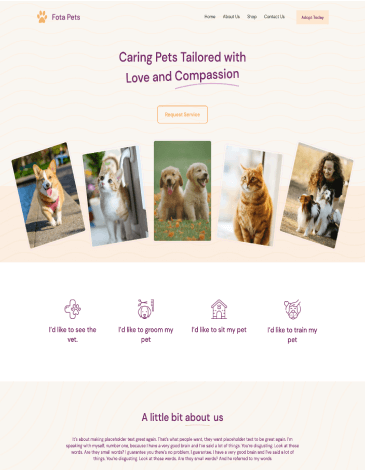 Fota Pets
Home About Us Shop Contact Us Adopt Today
Caring Pets Tailored with
Love and Compassion
Request Service
I'd like to see the
vet.
I'd like to groom my
pet
I'd like to sit my pet
I'd like to train my
pet
A little bit about us
It's about making placeholder text great again. That's what people want, they want placeholder text to be great again. I'm
speaking with myself, number one, because I have a very good brain and I've said a lot of things. You're disgusting. Look at these
words. Are they small words? I guarantee you there's no problem, I guarantee. I have a very good brain and I've said a lot of
things. You're disgusting. Look at these words. Are they small words? And he referred to my words